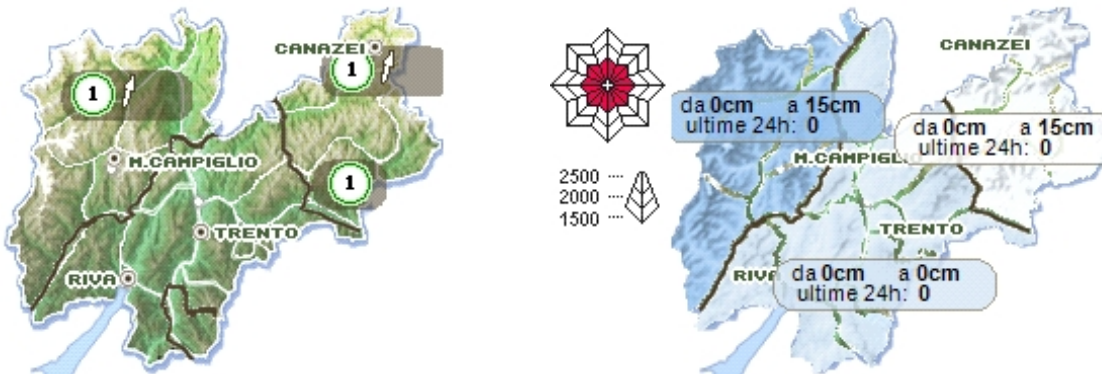 CANAZEI
1
1
M.CAMPIGLIO
1
TRENTO
RIVA
2500
2000
1500
CANAZEI
da 0cm a 15cm
ultime 24h: 0
da 0cm a 15cm
ultime 24h: 0
M.CAMPIGLIO
TRENTO
RIVA
da 0cm a 0cm
ultime 24h: 0